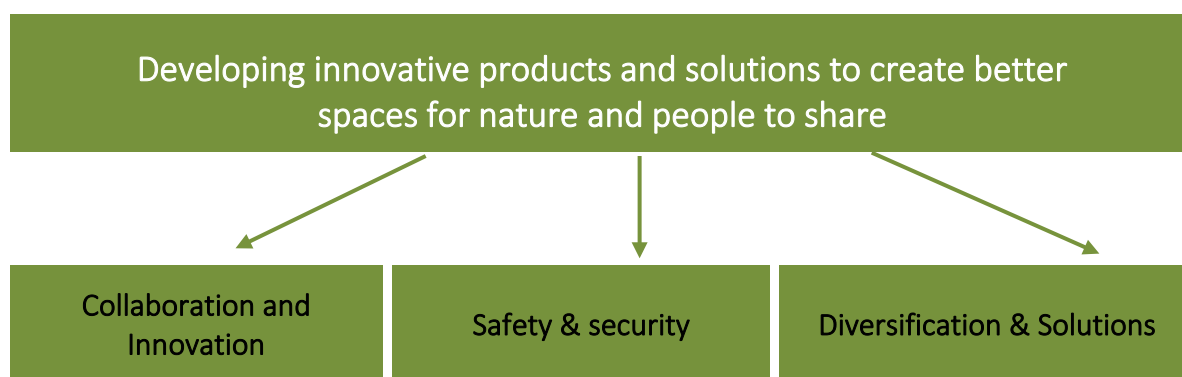 Developing innovative products and solutions to create better
spaces for nature and people to share
Collaboration and
Innovation
Safety & security
Diversification & Solutions